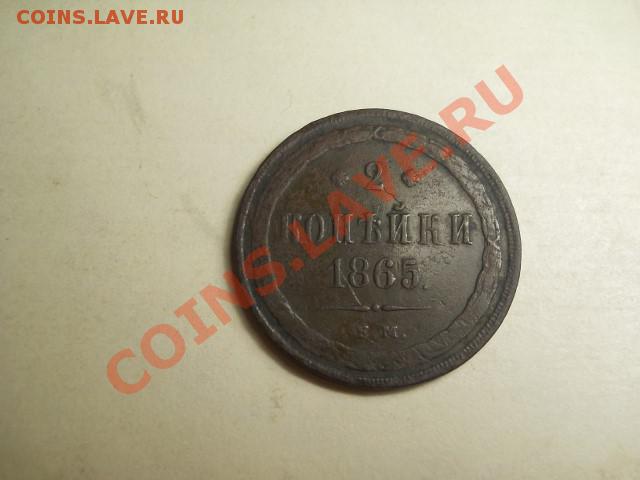 COINS.LAVE.RU
COINS.LAVE.RU
2
КОПѢЙКИ
1865.
Е.М.